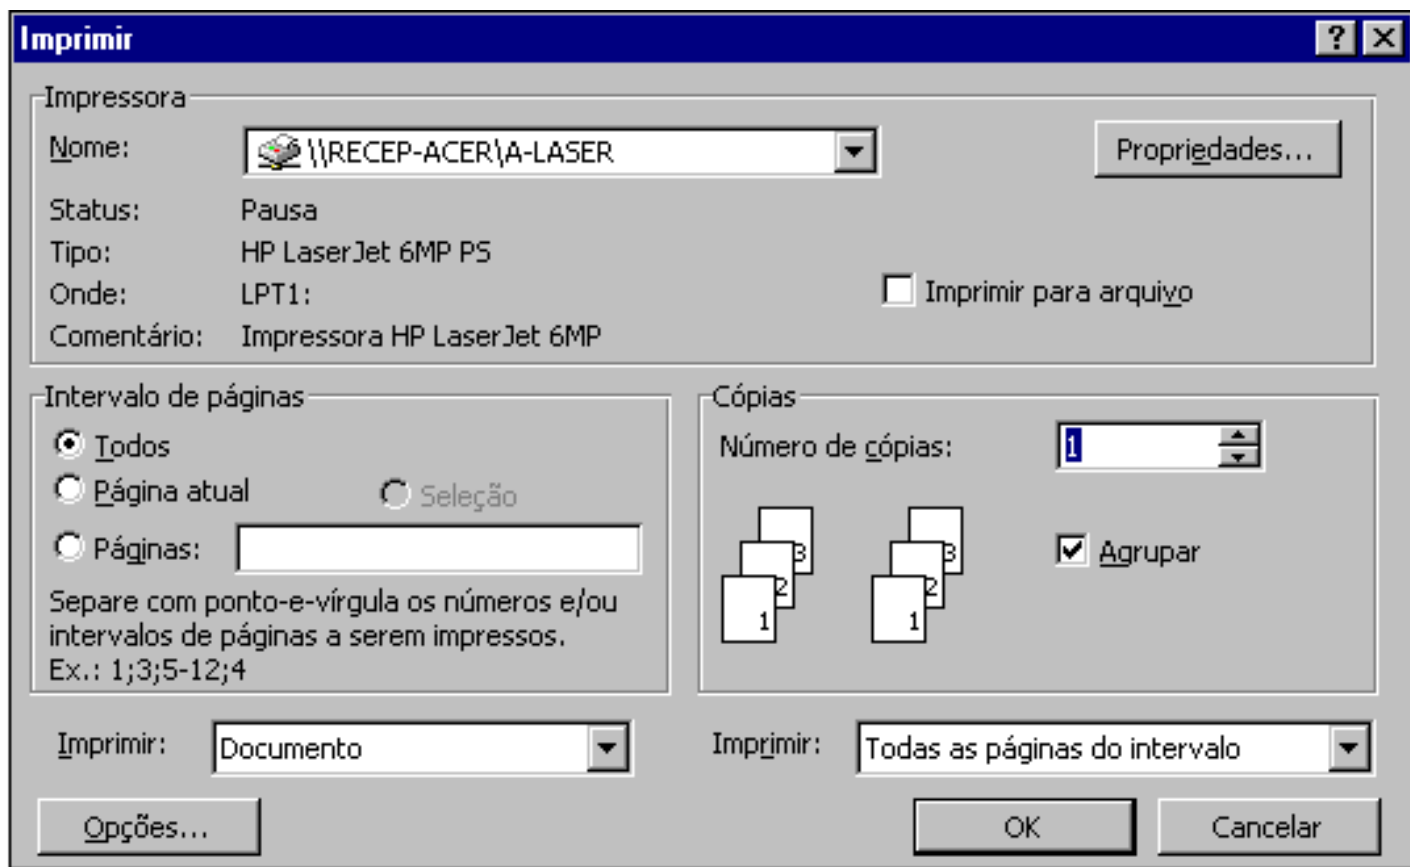 Imprimir
Impressora
Nome: \\RECEP-ACER\A-LASER Propriedades...
Status: Pausa
Tipo: HP LaserJet 6MP PS
Onde: LPT1: Imprimir para arquivo
Comentário: Impressora HP LaserJet 6MP
Intervalo de páginas
Todos
Página atual Seleção
Páginas:
Separe com ponto-e-vírgula os números e/ou
intervalos de páginas a serem impressos.
Ex.: 1;3;5-12;4
Cópias
Número de cópias: 1
3 3
2 2
1 1
Agrupar
Imprimir: Documento Imprimir: Todas as páginas do intervalo
Opções... OK Cancelar